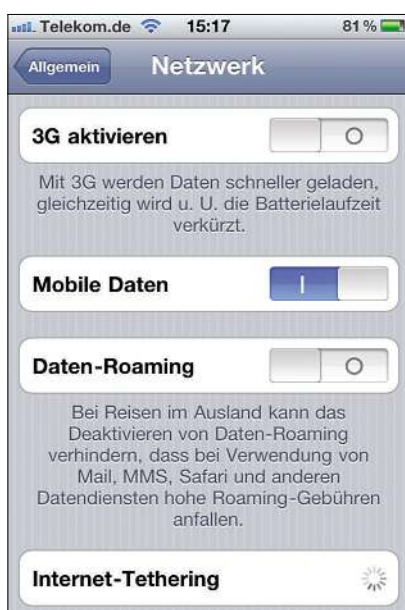 Telekom.de 15:17 81 %
Allgemein Netzwerk
3G aktivieren
Mit 3G werden Daten schneller geladen,
gleichzeitig wird u. U. die Batterielaufzeit
verkürzt.
Mobile Daten
Daten-Roaming
Bei Reisen im Ausland kann das
Deaktivieren von Daten-Roaming
verhindern, dass bei Verwendung von
Mail, MMS, Safari und anderen
Datendiensten hohe Roaming-Gebühren
anfallen.
Internet-Tethering